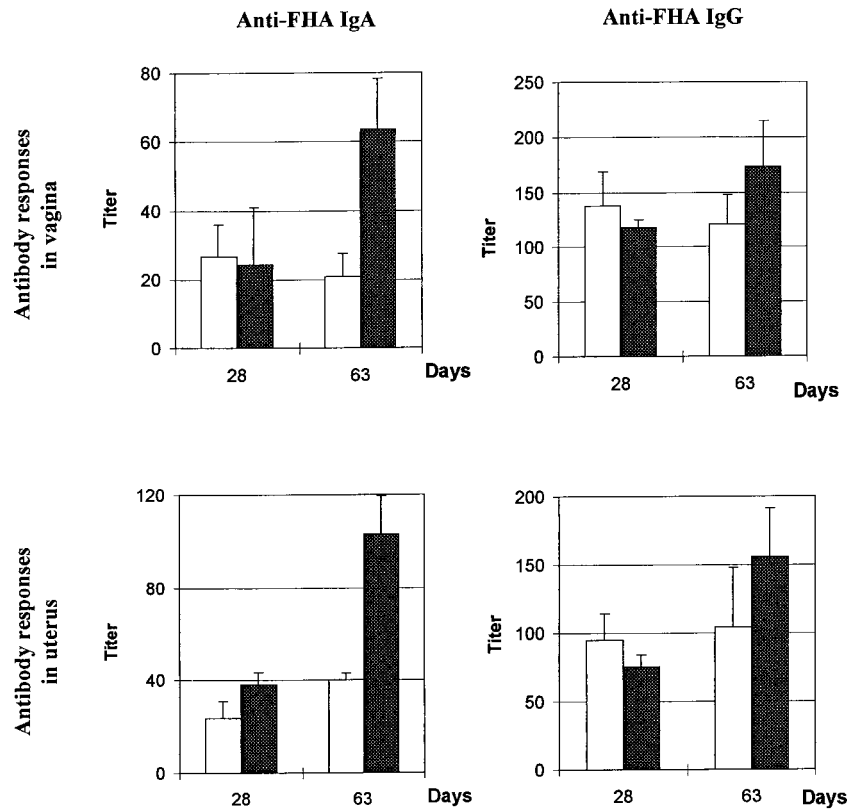 Anti-FHA IgA
Anti-FHA IgG
Antibody responses
in vagina
Titer
80
60
40
20
0
28
63
Days
Titer
250
200
150
100
50
0
28
63
Days
Antibody responses
in uterus
Titer
120
80
40
0
28
63
Days
Titer
200
150
100
50
0
28
63
Days